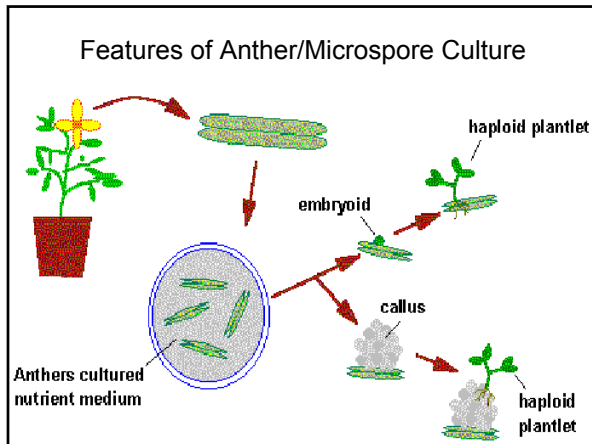 Features of Anther/Microspore Culture
haploid plantlet
embryoid
callus
Anthers cultured
nutrient medium
haploid
plantlet